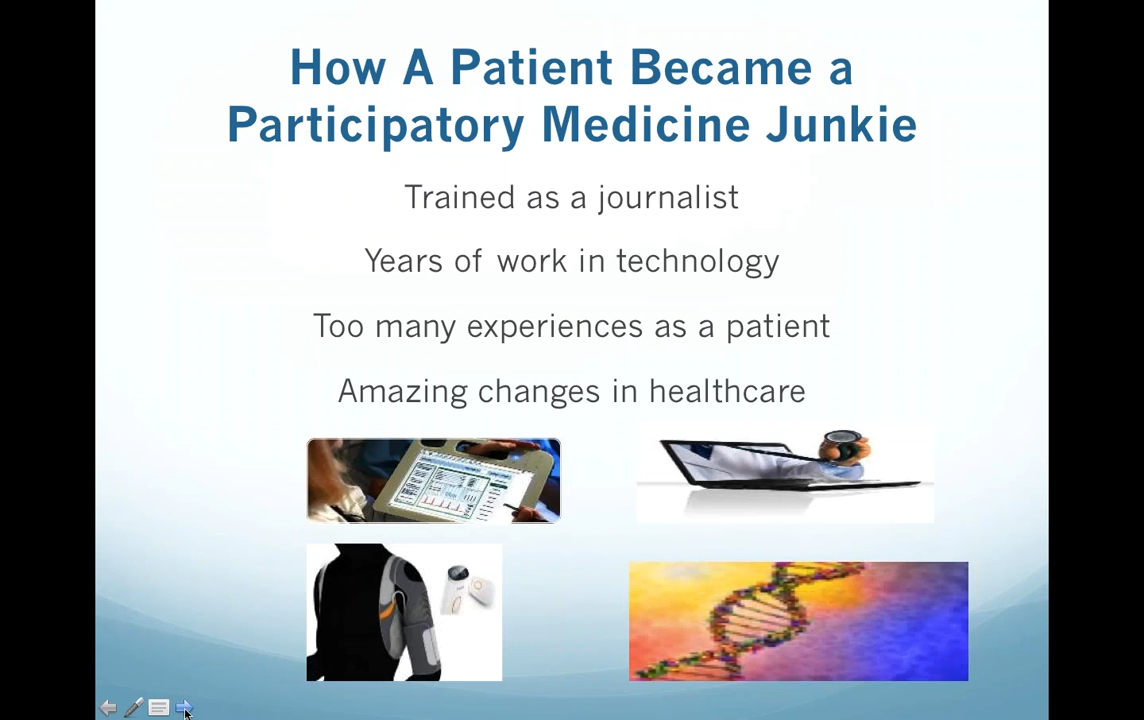 How A Patient Became a
Participatory Medicine Junkie
Trained as a journalist
Years of work in technology
Too many experiences as a patient
Amazing changes in healthcare